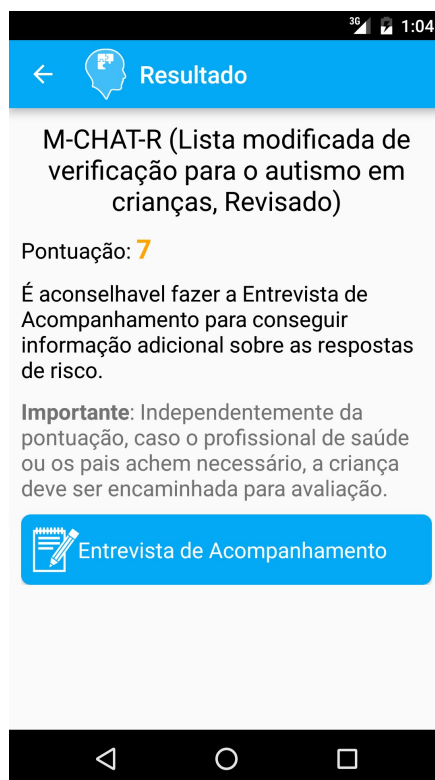 3G 1:04
Resultado
M-CHAT-R (Lista modificada de
verificação para o autismo em
crianças, Revisado)
Pontuação: 7
É aconselhavel fazer a Entrevista de
Acompanhamento para conseguir
informação adicional sobre as respostas
de risco.
Importante: Independentemente da
pontuação, caso o profissional de saúde
ou os pais achem necessário, a criança
deve ser encaminhada para avaliação.
Entrevista de Acompanhamento